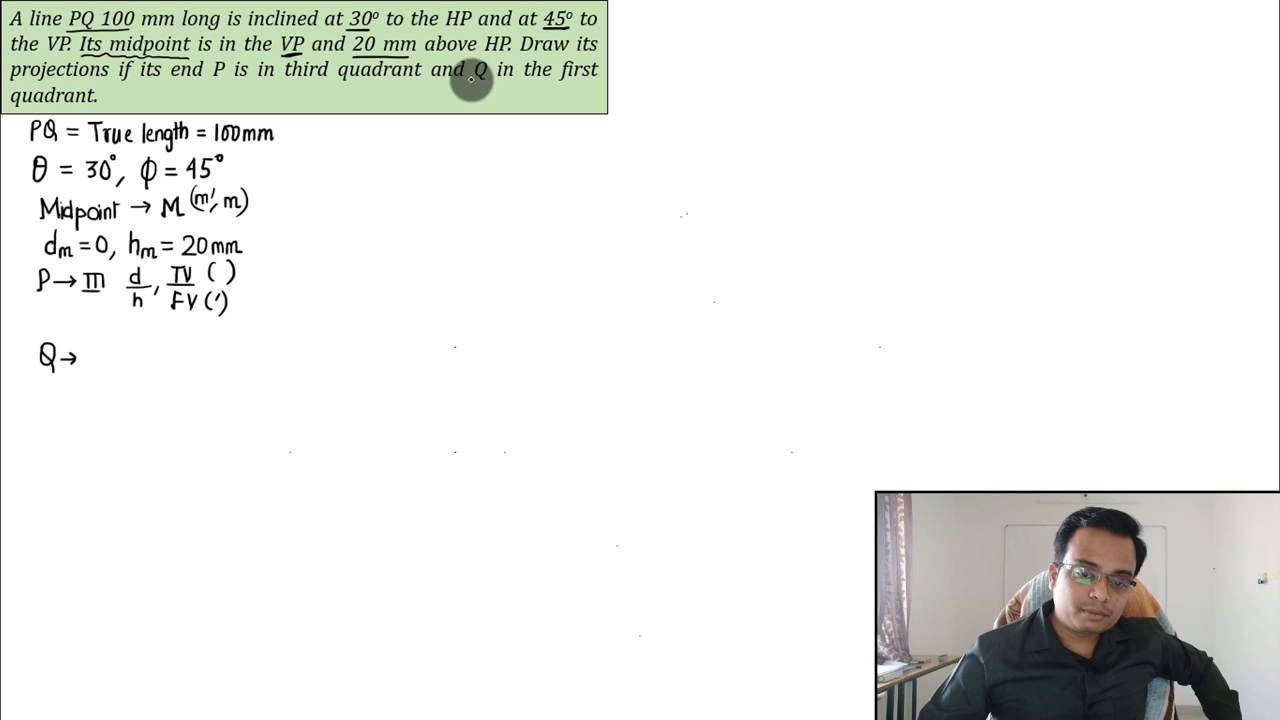 A line PQ 100 mm long is inclined at 30º to the HP and at 45º to
the VP. Its midpoint is in the VP and 20 mm above HP. Draw its
projections if its end P is in third quadrant and Q in the first
quadrant.
PQ = True length = 100mm
θ = 30°, ϕ = 45°
Midpoint → M (m', m)
dm = 0, hm = 20mm
P → III d/h, TV ( )/FV (')
Q →